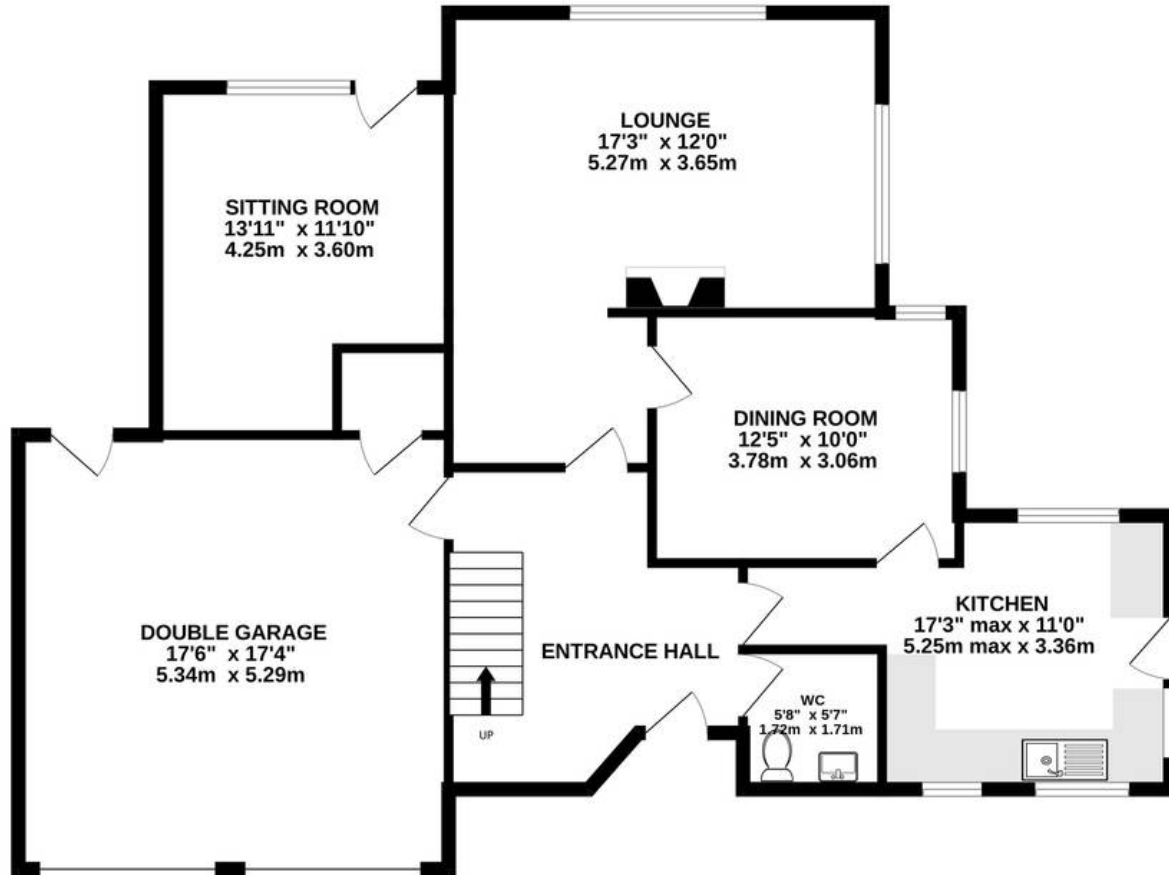 LOUNGE
17'3" x 12'0"
5.27m x 3.65m
SITTING ROOM
13'11" x 11'10"
4.25m x 3.60m
DINING ROOM
12'5" x 10'0"
3.78m x 3.06m
KITCHEN
17'3" max x 11'0"
5.25m max x 3.36m
DOUBLE GARAGE
17'6" x 17'4"
5.34m x 5.29m
ENTRANCE HALL
WC
5'8" x 5'7"
1.72m x 1.71m
UP